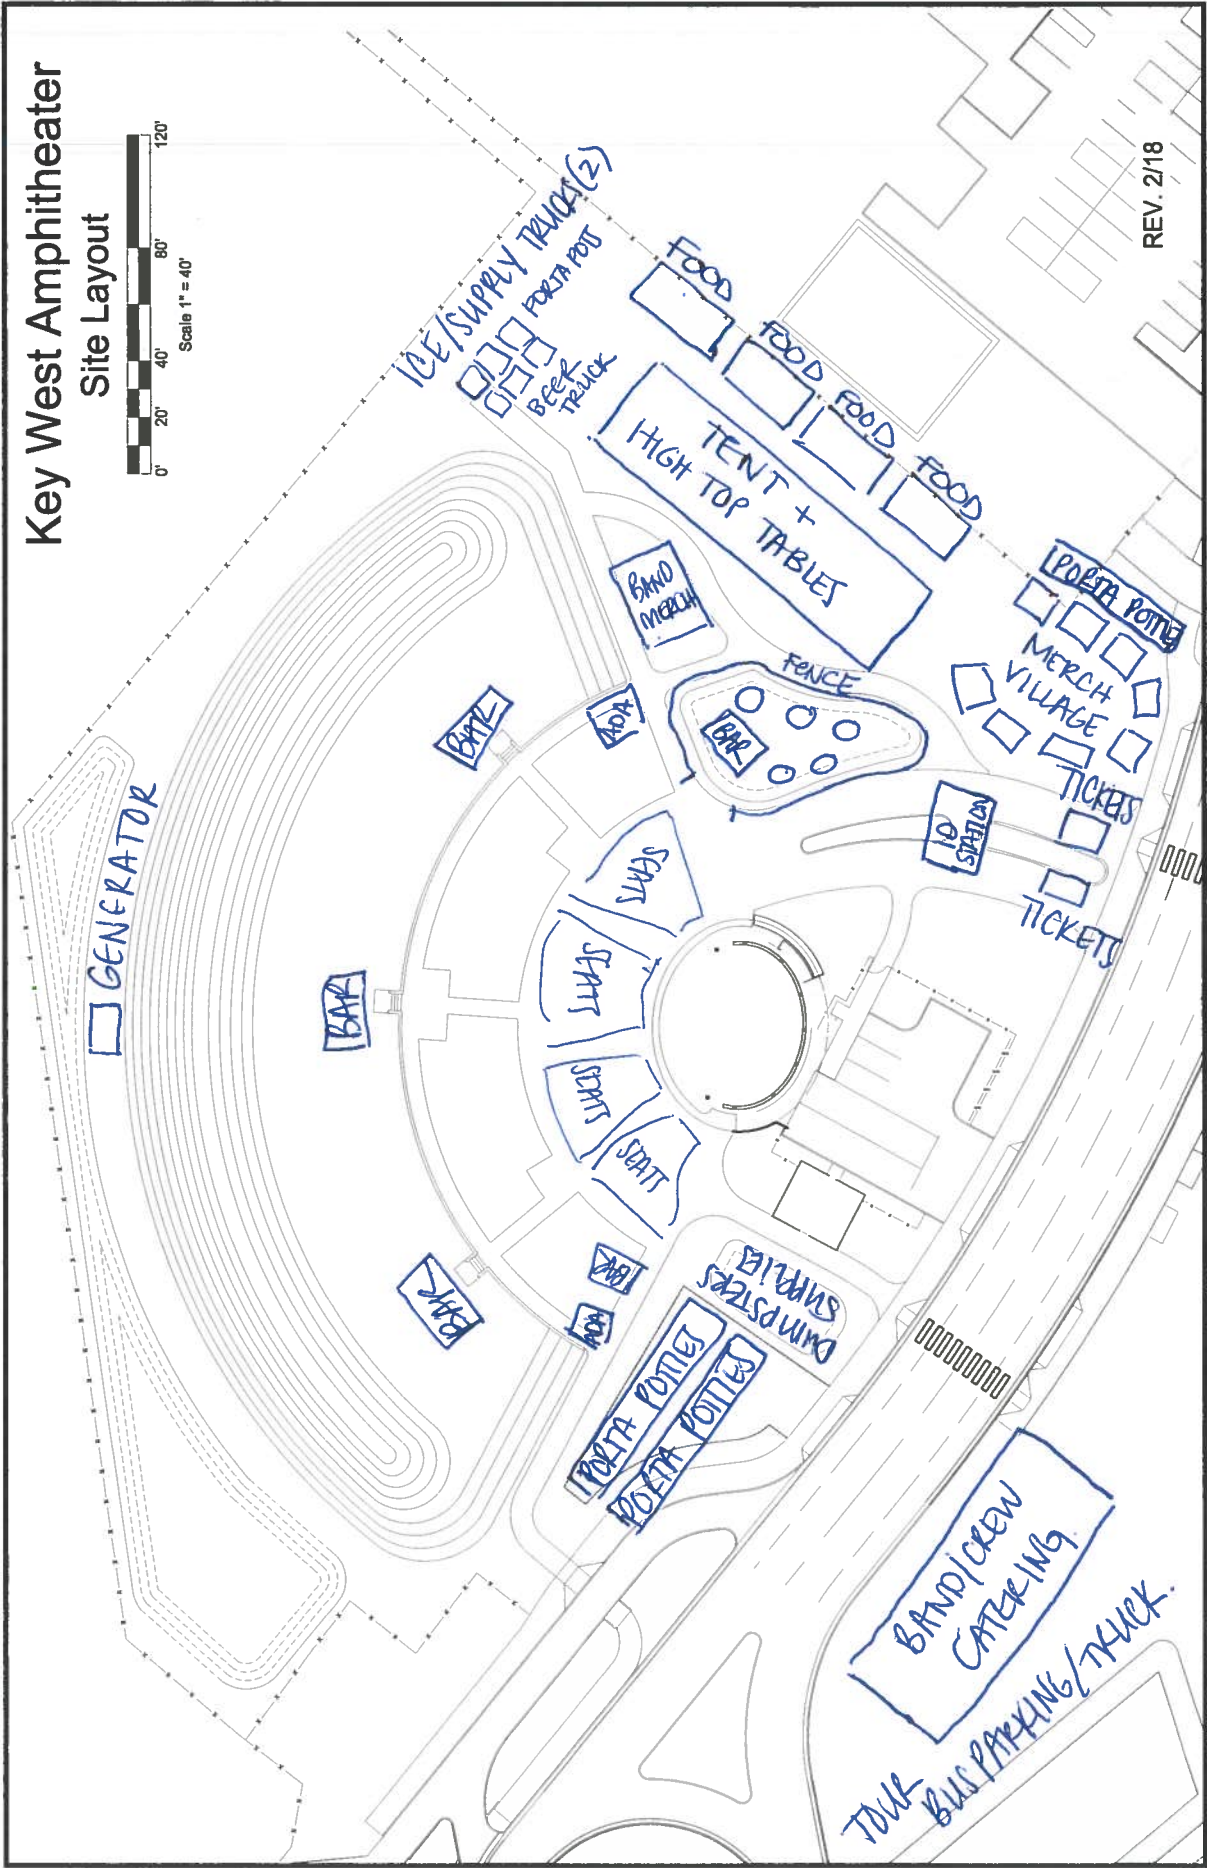 Key West Amphitheater
Site Layout
0' 20' 40' 80' 120'
Scale 1" = 40'
ICE/SUPPLY TRUCKS(2)
PORTA POTT
BEER
TRUCK
FOOD
FOOD
FOOD
FOOD
TENT +
HIGH TOP TABLES
BAND
MERCH
PORTA POTTIES
MERCH
VILLAGE
FENCE
BAR
ADA
BAR
GENERATOR
BAR
BAR
TICKETS
ID
STATION
TICKETS
SEATS
SEATS
SEATS
SEATS
BAR
ADA
DUMPSTERS
SUPPLIES
PORTA POTTIES
PORTA POTTIES
BAND/CREW
CATERING
TOUR
BUS PARKING/TRUCK.
REV. 2/18